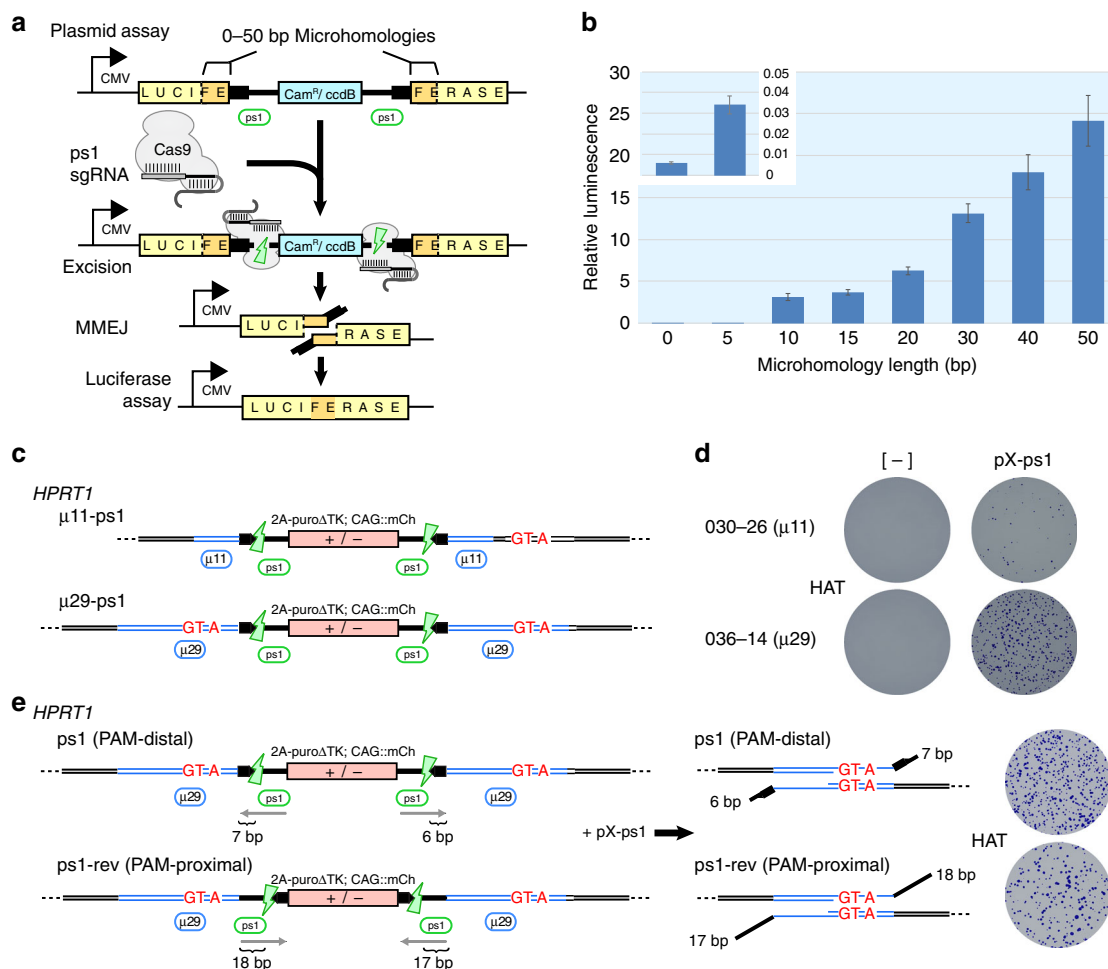 a
Plasmid assay
0–50 bp Microhomologies
CMV
L U C I F E
CamR/ ccdB
F E R A S E
ps1
ps1
ps1
sgRNA
Cas9
CMV
L U C I F E
CamR/ ccdB
F E R A S E
Excision
CMV
MMEJ
L U C I
R A S E
Luciferase
assay
CMV
L U C I F E R A S E
b
Relative luminescence
30
25
20
15
10
5
0
0.05
0.04
0.03
0.02
0.01
0
0 5 10 15 20 30 40 50
Microhomology length (bp)
c
HPRT1
μ11-ps1
2A-puroΔTK; CAG::mCh
+ / −
GT A
μ11
ps1
ps1
μ11
μ29-ps1
2A-puroΔTK; CAG::mCh
GT A
+ / −
GT A
μ29
ps1
ps1
μ29
d
[ − ]
pX-ps1
030–26 (μ11)
HAT
036–14 (μ29)
e
HPRT1
ps1 (PAM-distal)
2A-puroΔTK; CAG::mCh
GT A
+ / −
GT A
μ29
ps1
ps1
μ29
7 bp
6 bp
ps1-rev (PAM-proximal)
2A-puroΔTK; CAG::mCh
GT A
+ / −
GT A
μ29
ps1
ps1
μ29
18 bp
17 bp
+ pX-ps1
ps1 (PAM-distal)
7 bp
GT A
GT A
6 bp
HAT
ps1-rev (PAM-proximal)
18 bp
GT A
GT A
17 bp